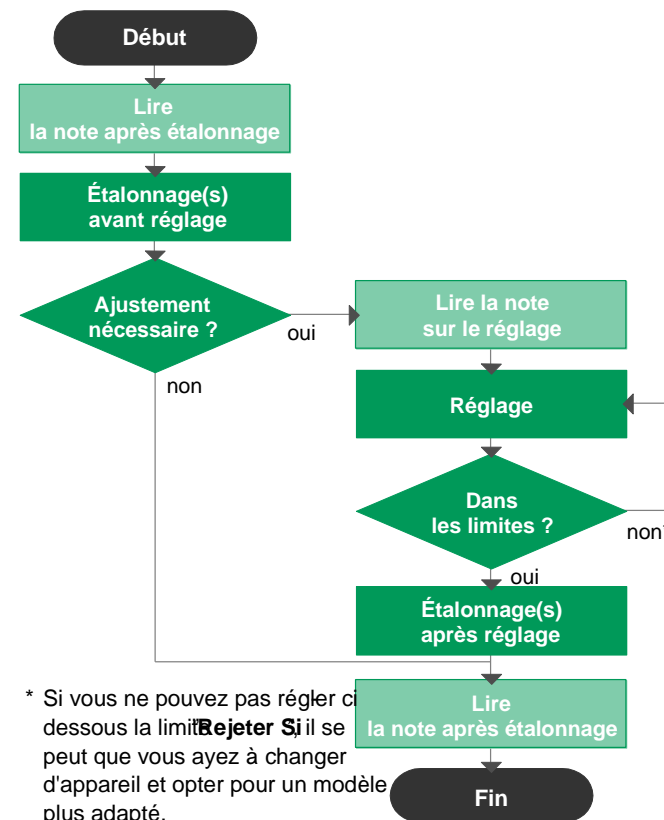 Début
Lire
la note après étalonnage
Étalonnage(s)
avant réglage
Ajustement
nécessaire ?
oui
non
Lire la note
sur le réglage
Réglage
Dans
les limites ?
non*
oui
Étalonnage(s)
après réglage
Lire
la note après étalonnage
Fin
* Si vous ne pouvez pas régler ci-
dessous la limite "Rejeter Si", il se
peut que vous ayez à changer
d'appareil et opter pour un modèle
plus adapté.